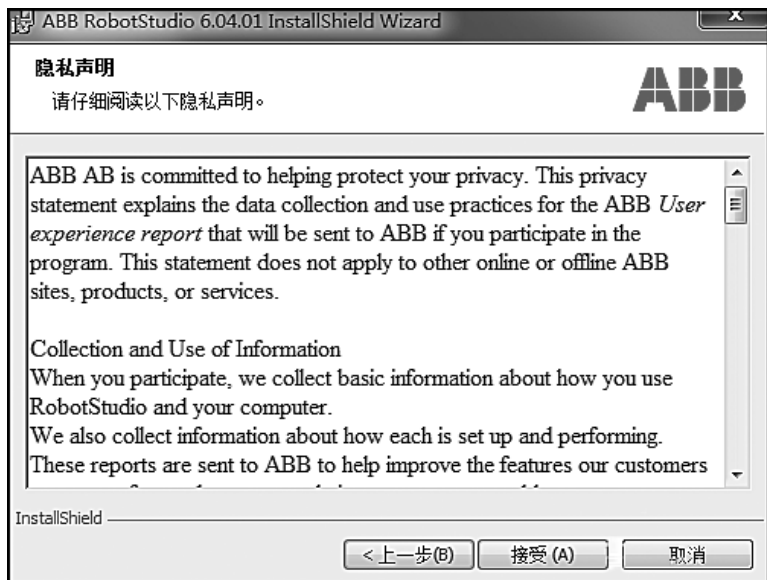 ABB RobotStudio 6.04.01 InstallShield Wizard
隐私声明
请仔细阅读以下隐私声明。
ABB
ABB AB is committed to helping protect your privacy. This privacy
statement explains the data collection and use practices for the ABB User
experience report that will be sent to ABB if you participate in the
program. This statement does not apply to other online or offline ABB
sites, products, or services.
Collection and Use of Information
When you participate, we collect basic information about how you use
RobotStudio and your computer.
We also collect information about how each is set up and performing.
These reports are sent to ABB to help improve the features our customers
InstallShield
<上一步(B)
接受 (A)
取消